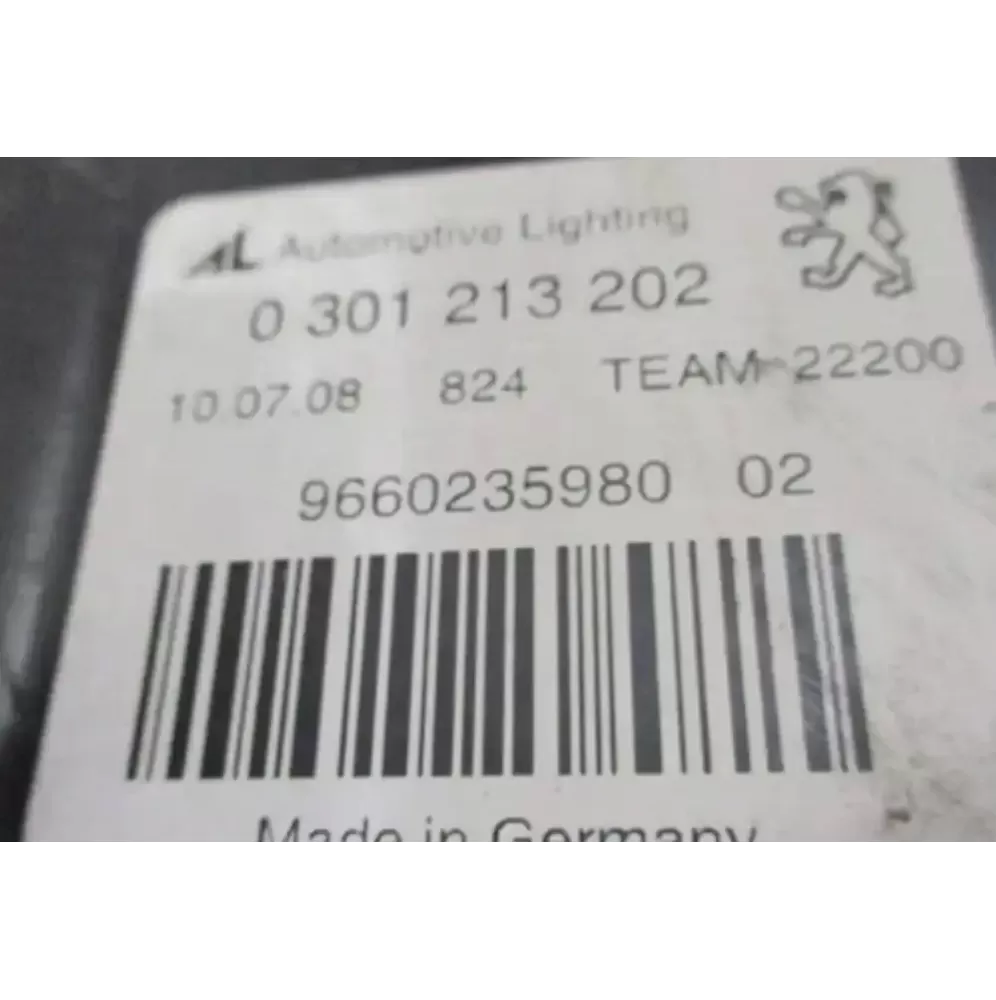 AL Automotive Lighting
0 301 213 202
10.07.08 824 TEAM-22200
9660235980 02
Made in Germany